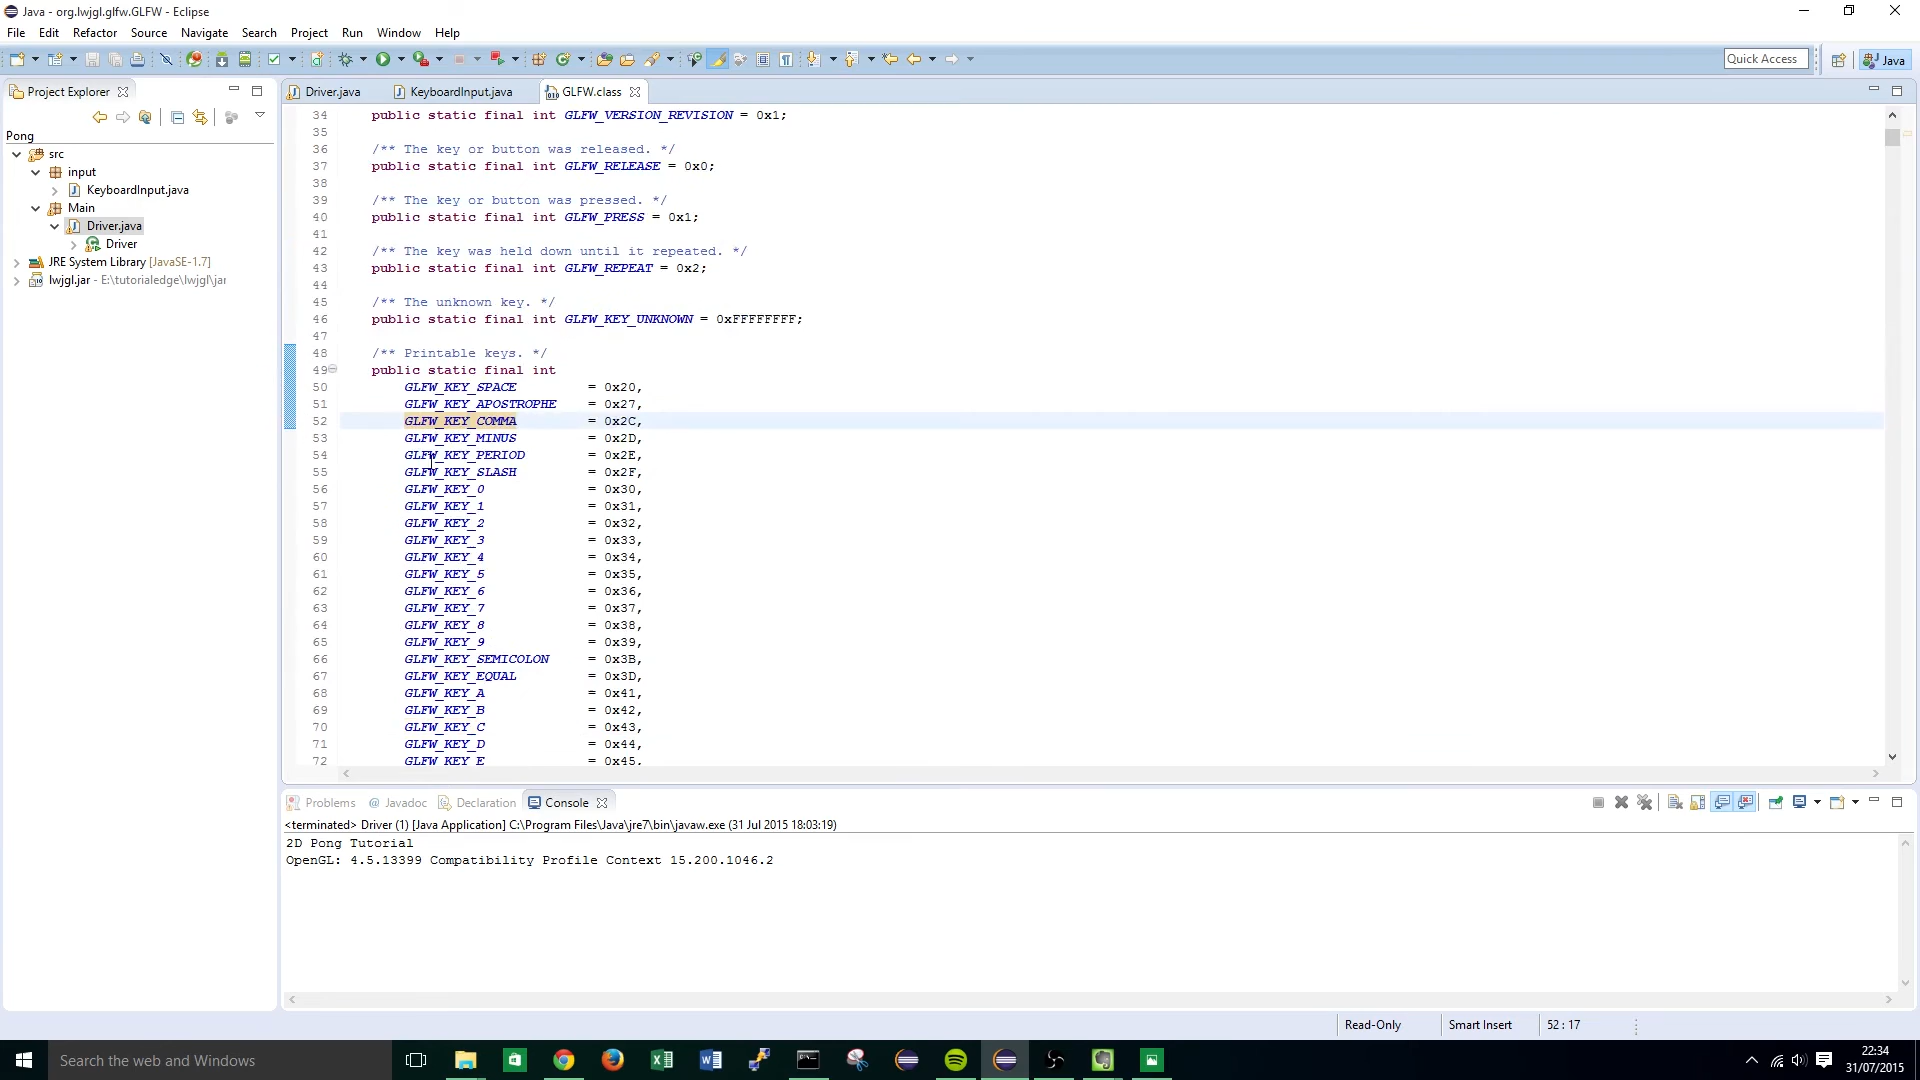 Java - org.lwjgl.glfw.GLFW - Eclipse
File Edit Refactor Source Navigate Search Project Run Window Help
Quick Access
Java
Project Explorer
Driver.java
KeyboardInput.java
GLFW.class
Pong
src
input
KeyboardInput.java
Main
Driver.java
Driver
JRE System Library [JavaSE-1.7]
lwjgl.jar - E:\tutorialedge\lwjgl\jar
34 public static final int GLFW_VERSION_REVISION = 0x1;
35
36 /** The key or button was released. */
37 public static final int GLFW_RELEASE = 0x0;
38
39 /** The key or button was pressed. */
40 public static final int GLFW_PRESS = 0x1;
41
42 /** The key was held down until it repeated. */
43 public static final int GLFW_REPEAT = 0x2;
44
45 /** The unknown key. */
46 public static final int GLFW_KEY_UNKNOWN = 0xFFFFFFFF;
47
48 /** Printable keys. */
49 public static final int
50 GLFW_KEY_SPACE = 0x20,
51 GLFW_KEY_APOSTROPHE = 0x27,
52 GLFW_KEY_COMMA = 0x2C,
53 GLFW_KEY_MINUS = 0x2D,
54 GLFW_KEY_PERIOD = 0x2E,
55 GLFW_KEY_SLASH = 0x2F,
56 GLFW_KEY_0 = 0x30,
57 GLFW_KEY_1 = 0x31,
58 GLFW_KEY_2 = 0x32,
59 GLFW_KEY_3 = 0x33,
60 GLFW_KEY_4 = 0x34,
61 GLFW_KEY_5 = 0x35,
62 GLFW_KEY_6 = 0x36,
63 GLFW_KEY_7 = 0x37,
64 GLFW_KEY_8 = 0x38,
65 GLFW_KEY_9 = 0x39,
66 GLFW_KEY_SEMICOLON = 0x3B,
67 GLFW_KEY_EQUAL = 0x3D,
68 GLFW_KEY_A = 0x41,
69 GLFW_KEY_B = 0x42,
70 GLFW_KEY_C = 0x43,
71 GLFW_KEY_D = 0x44,
72 GLFW_KEY_E = 0x45,
Problems @ Javadoc Declaration Console
<terminated> Driver (1) [Java Application] C:\Program Files\Java\jre7\bin\javaw.exe (31 Jul 2015 18:03:19)
2D Pong Tutorial
OpenGL: 4.5.13399 Compatibility Profile Context 15.200.1046.2
Read-Only
Smart Insert
52 : 17
Search the web and Windows
22:34
31/07/2015